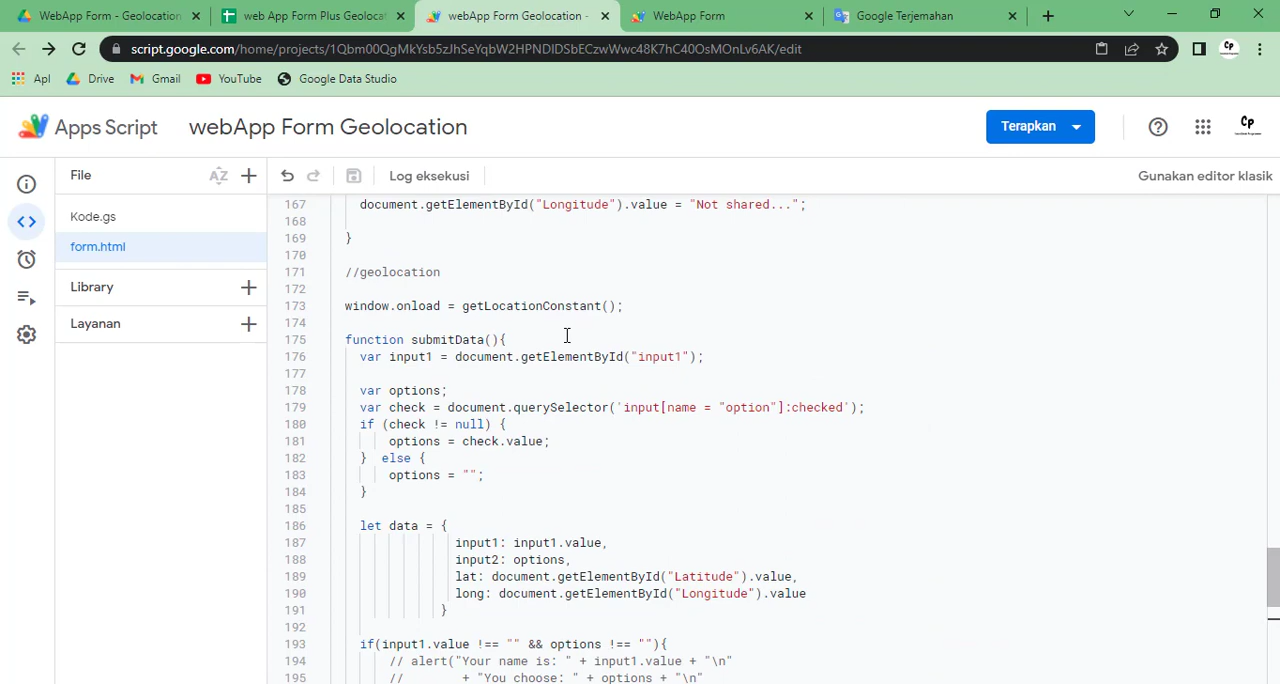 WebApp Form - Geolocation
web App Form Plus Geolocat
webApp Form Geolocation -
WebApp Form
Google Terjemahan
script.google.com/home/projects/1Qbm00QgMkYsb5zJhSeYqbW2HPNDIDSbECzwWwc48K7hC40OsMOnLv6AK/edit
Apl
Drive
Gmail
YouTube
Google Data Studio
Apps Script
webApp Form Geolocation
Terapkan
Cp
File
AZ
Log eksekusi
Gunakan editor klasik
Kode.gs
form.html
Library
Layanan
167 document.getElementById("Longitude").value = "Not shared...";
168
169 }
170
171 //geolocation
172
173 window.onload = getLocationConstant();
174
175 function submitData(){
176 var input1 = document.getElementById("input1");
177
178 var options;
179 var check = document.querySelector('input[name = "option"]:checked');
180 if (check != null) {
181 options = check.value;
182 } else {
183 options = "";
184 }
185
186 let data = {
187 input1: input1.value,
188 input2: options,
189 lat: document.getElementById("Latitude").value,
190 long: document.getElementById("Longitude").value
191 }
192
193 if(input1.value !== "" && options !== ""){
194 // alert("Your name is: " + input1.value + "\n"
195 // + "You choose: " + options + "\n"